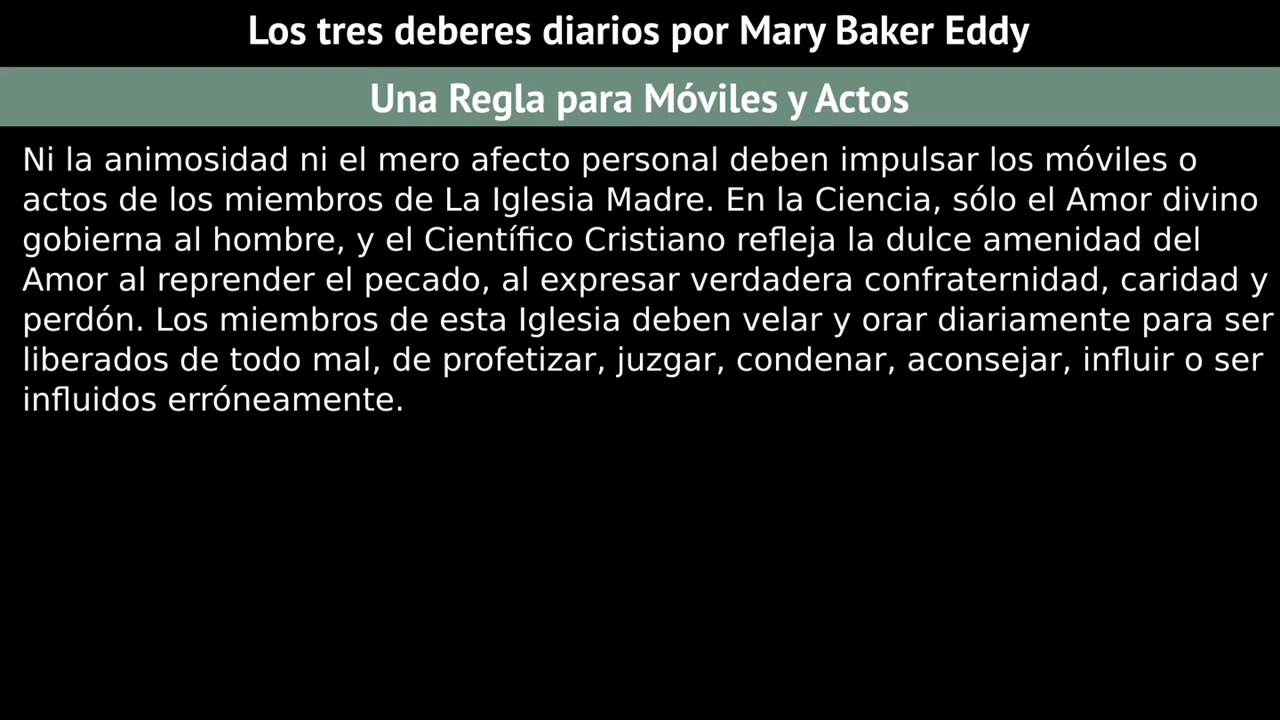 Los tres deberes diarios por Mary Baker Eddy
Una Regla para Móviles y Actos
Ni la animosidad ni el mero afecto personal deben impulsar los móviles o
actos de los miembros de La Iglesia Madre. En la Ciencia, sólo el Amor divino
gobierna al hombre, y el Científico Cristiano refleja la dulce amenidad del
Amor al reprender el pecado, al expresar verdadera confraternidad, caridad y
perdón. Los miembros de esta Iglesia deben velar y orar diariamente para ser
liberados de todo mal, de profetizar, juzgar, condenar, aconsejar, influir o ser
influidos erróneamente.